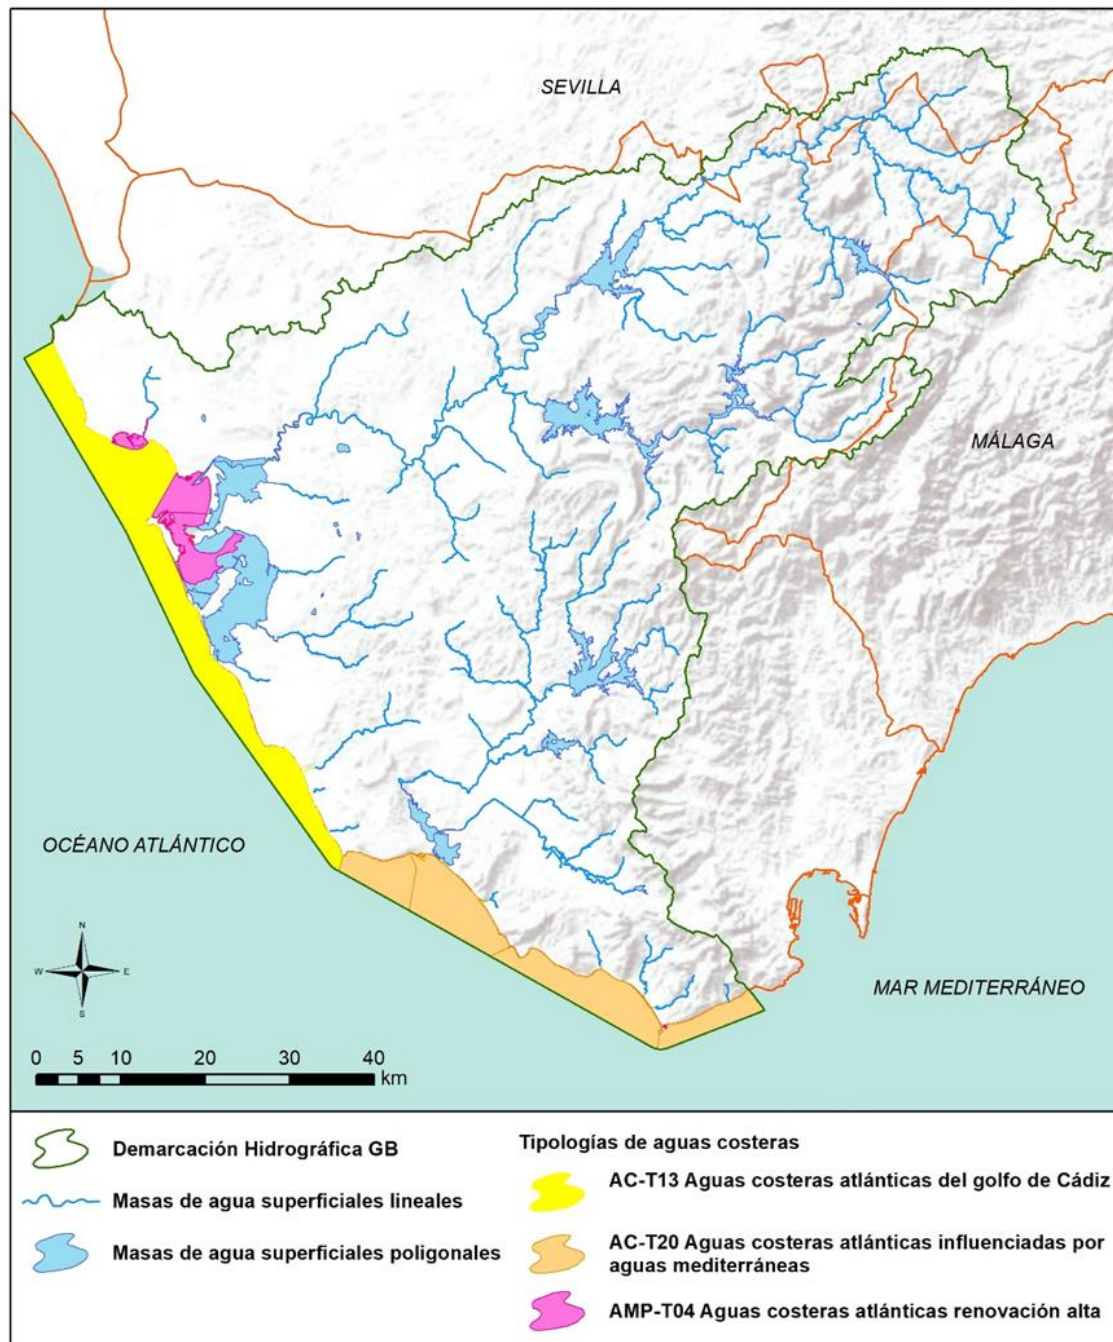 SEVILLA
MÁLAGA
OCÉANO ATLÁNTICO
MAR MEDITERRÁNEO
N
W E
S
0 5 10 20 30 40
km
Demarcación Hidrográfica GB
Masas de agua superficiales lineales
Masas de agua superficiales poligonales
Tipologías de aguas costeras
AC-T13 Aguas costeras atlánticas del golfo de Cádiz
AC-T20 Aguas costeras atlánticas influenciadas por
aguas mediterráneas
AMP-T04 Aguas costeras atlánticas renovación alta